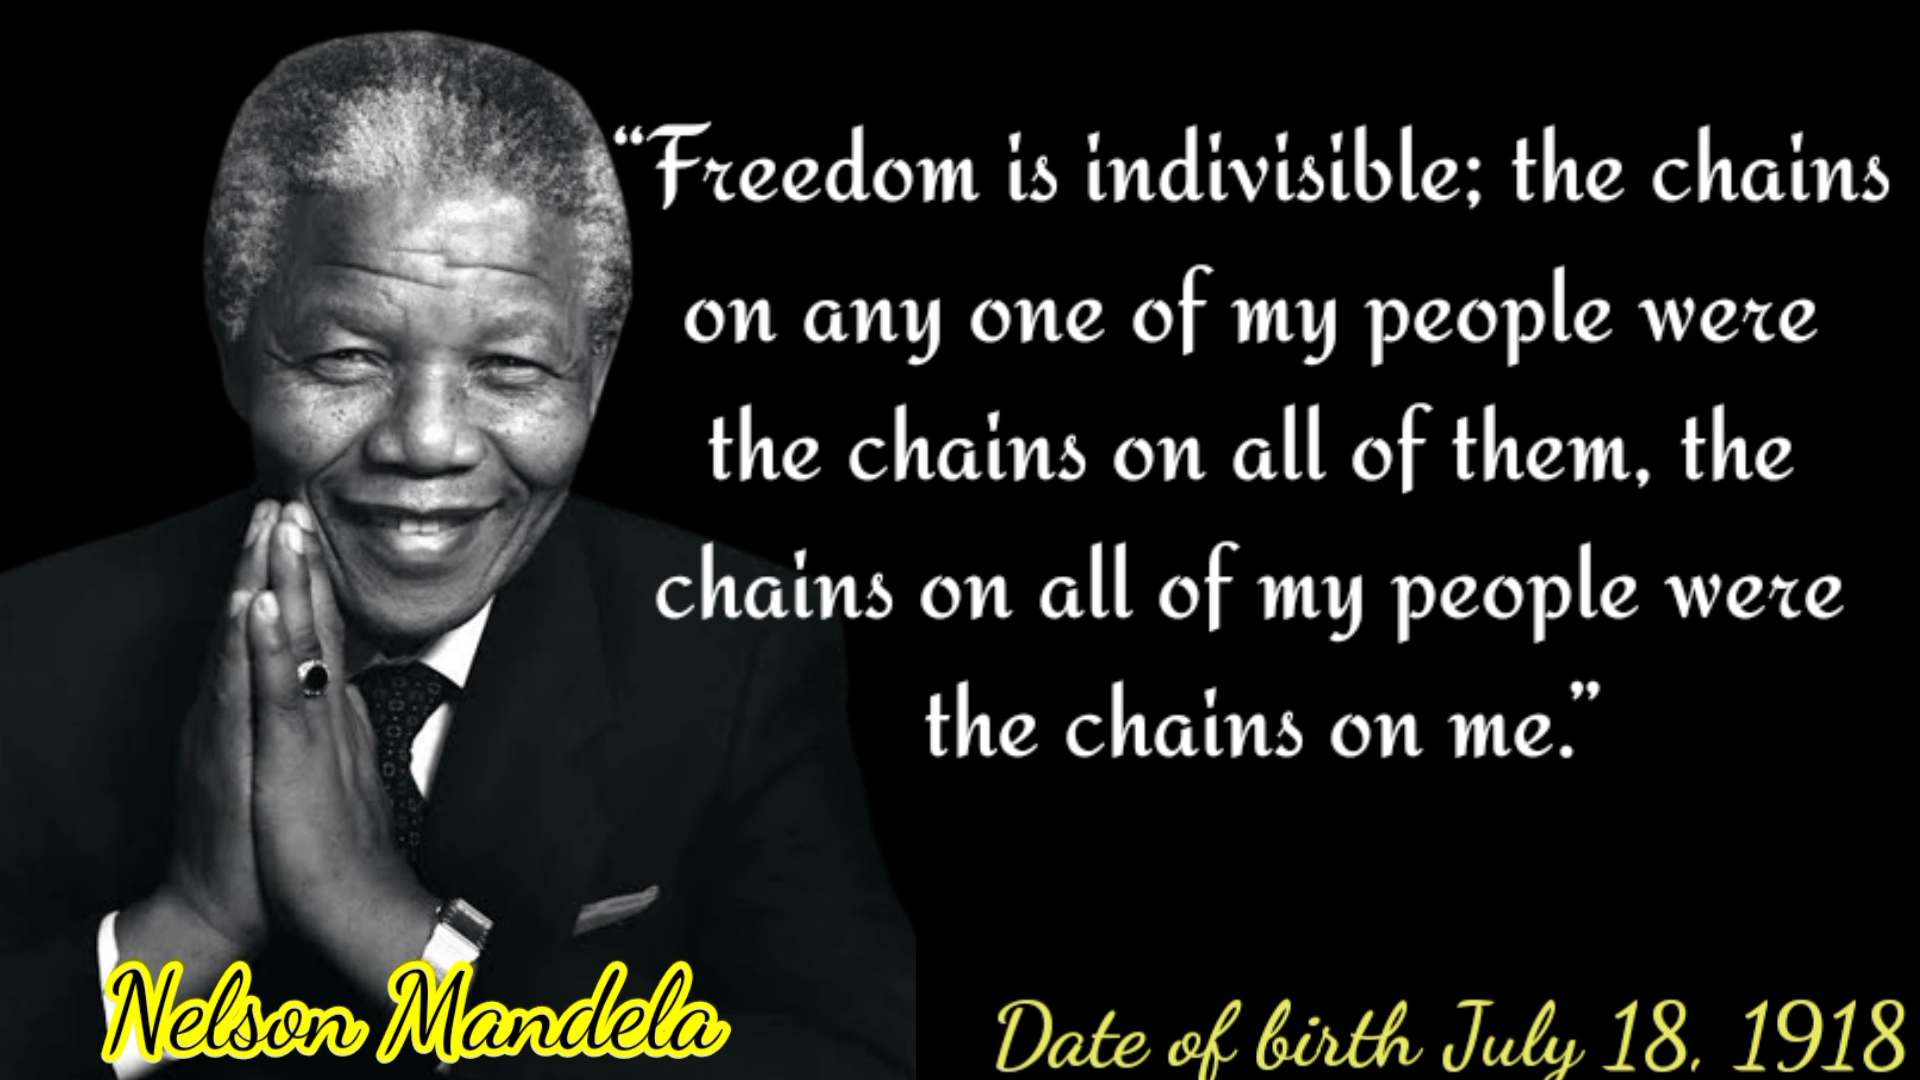 “Freedom is indivisible; the chains
on any one of my people were
the chains on all of them, the
chains on all of my people were
the chains on me.”
Nelson Mandela
Date of birth July 18, 1918